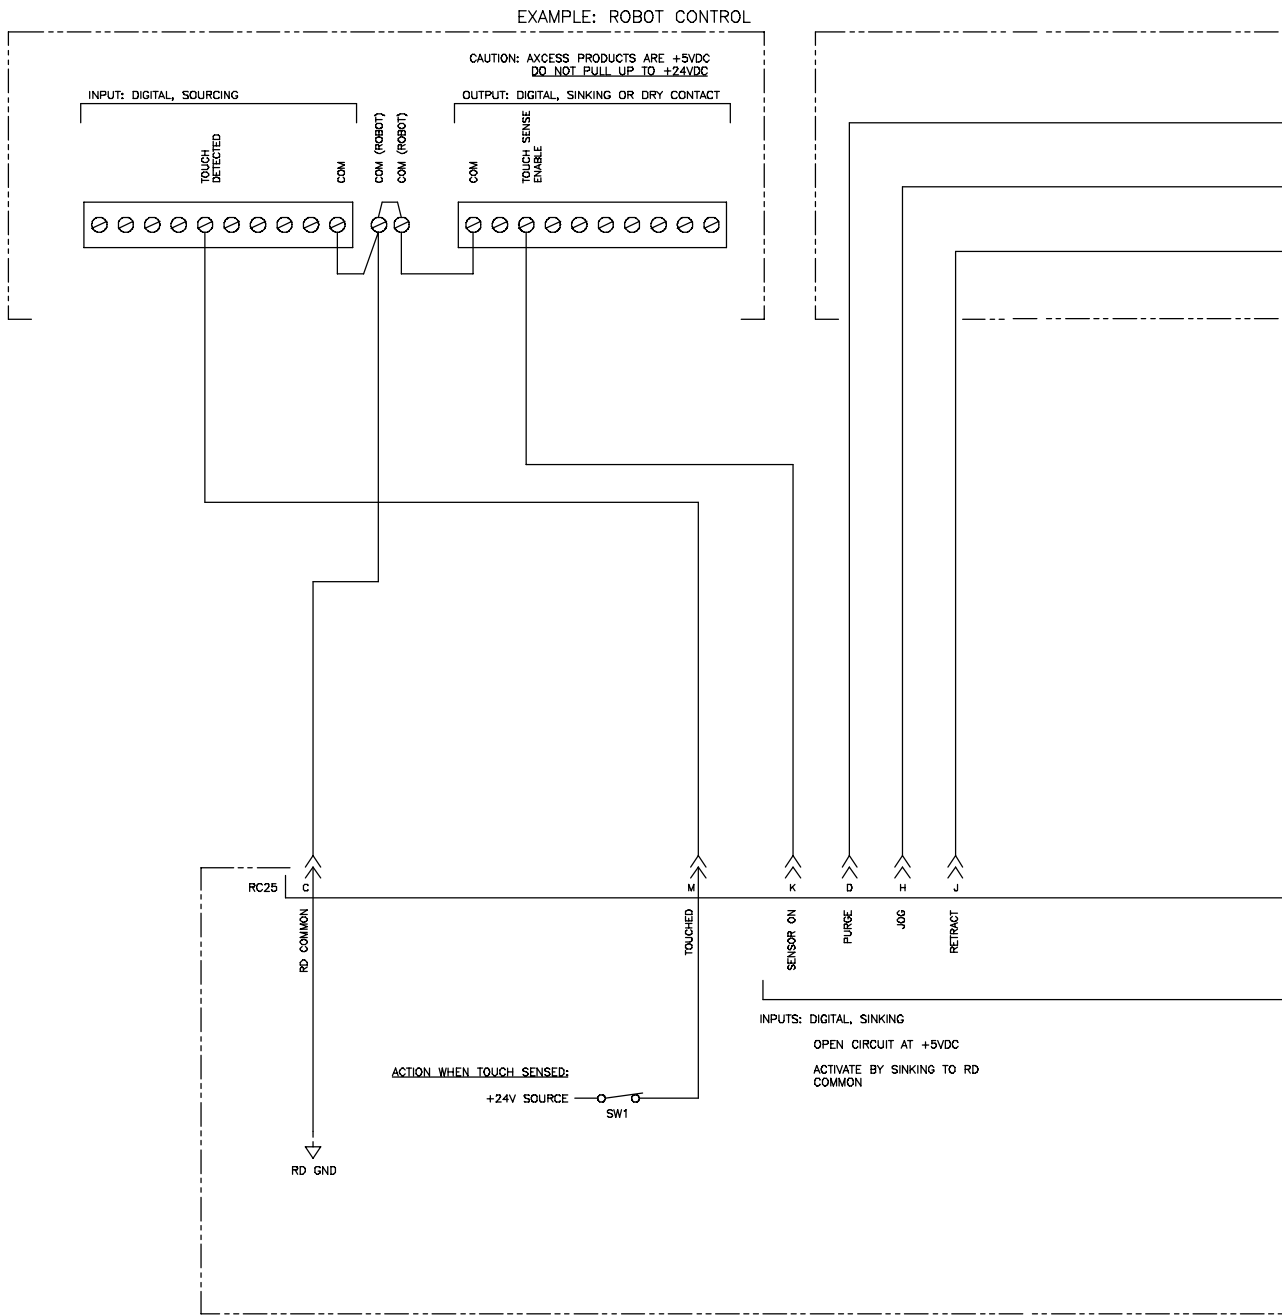 EXAMPLE: ROBOT CONTROL
CAUTION: AXCESS PRODUCTS ARE +5VDC
DO NOT PULL UP TO +24VDC
INPUT: DIGITAL, SOURCING
OUTPUT: DIGITAL, SINKING OR DRY CONTACT
TOUCH
DETECTED
COM
COM (ROBOT)
COM (ROBOT)
COM
TOUCH SENSE
ENABLE
RC25
C
M
K
D
H
J
RD COMMON
TOUCHED
SENSOR ON
PURGE
JOG
RETRACT
INPUTS: DIGITAL, SINKING
OPEN CIRCUIT AT +5VDC
ACTIVATE BY SINKING TO RD
COMMON
ACTION WHEN TOUCH SENSED:
+24V SOURCE
SW1
RD GND